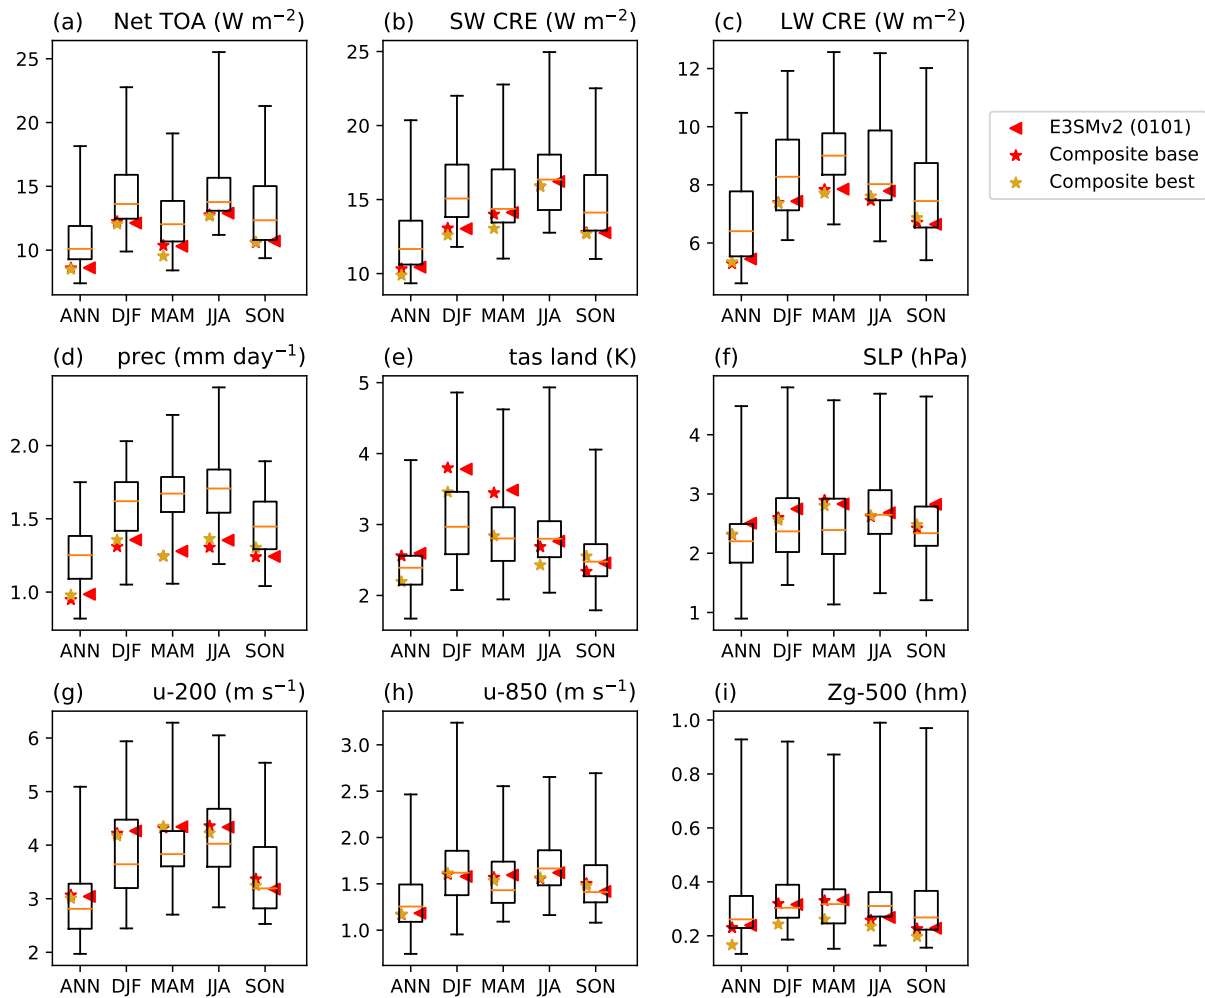 (a) Net TOA (W m⁻²)
(b) SW CRE (W m⁻²)
(c) LW CRE (W m⁻²)
25
20
15
10
ANN DJF MAM JJA SON
25
20
15
10
ANN DJF MAM JJA SON
12
10
8
6
ANN DJF MAM JJA SON
E3SMv2 (0101)
Composite base
Composite best
(d) prec (mm day⁻¹)
(e) tas land (K)
(f) SLP (hPa)
2.0
1.5
1.0
ANN DJF MAM JJA SON
5
4
3
2
ANN DJF MAM JJA SON
4
3
2
1
ANN DJF MAM JJA SON
(g) u-200 (m s⁻¹)
(h) u-850 (m s⁻¹)
(i) Zg-500 (hm)
6
5
4
3
2
ANN DJF MAM JJA SON
3.0
2.5
2.0
1.5
1.0
ANN DJF MAM JJA SON
1.0
0.8
0.6
0.4
0.2
ANN DJF MAM JJA SON